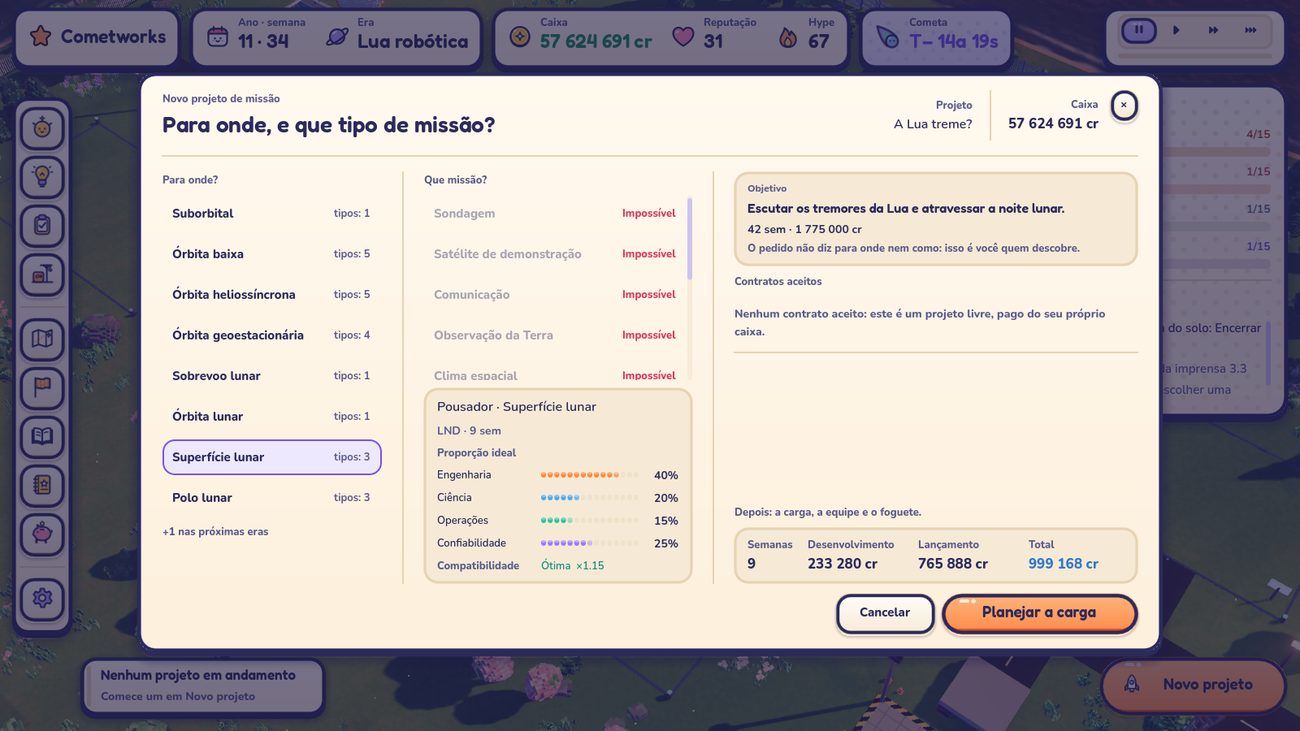 Cometworks
Ano · semana
11 · 34
Era
Lua robótica
Caixa
57 624 691 cr
Reputação
31
Hype
67
Cometa
T− 14a 19s
Novo projeto de missão
Para onde, e que tipo de missão?
Projeto
A Lua treme?
Caixa
57 624 691 cr
×
Para onde?
Suborbital tipos: 1
Órbita baixa tipos: 5
Órbita heliossíncrona tipos: 5
Órbita geoestacionária tipos: 4
Sobrevoo lunar tipos: 1
Órbita lunar tipos: 1
Superfície lunar tipos: 3
Polo lunar tipos: 3
+1 nas próximas eras
Que missão?
Sondagem Impossível
Satélite de demonstração Impossível
Comunicação Impossível
Observação da Terra Impossível
Clima espacial Impossível
Pousador · Superfície lunar
LND · 9 sem
Proporção ideal
Engenharia 40%
Ciência 20%
Operações 15%
Confiabilidade 25%
Compatibilidade Ótima ×1.15
Objetivo
Escutar os tremores da Lua e atravessar a noite lunar.
42 sem · 1 775 000 cr
O pedido não diz para onde nem como: isso é você quem descobre.
Contratos aceitos
Nenhum contrato aceito: este é um projeto livre, pago do seu próprio
caixa.
Depois: a carga, a equipe e o foguete.
Semanas Desenvolvimento Lançamento Total
9 233 280 cr 765 888 cr 999 168 cr
Cancelar
Planejar a carga
4/15
1/15
1/15
1/15
do solo: Encerrar
la imprensa 3.3
scolher uma
Nenhum projeto em andamento
Comece um em Novo projeto
Novo projeto